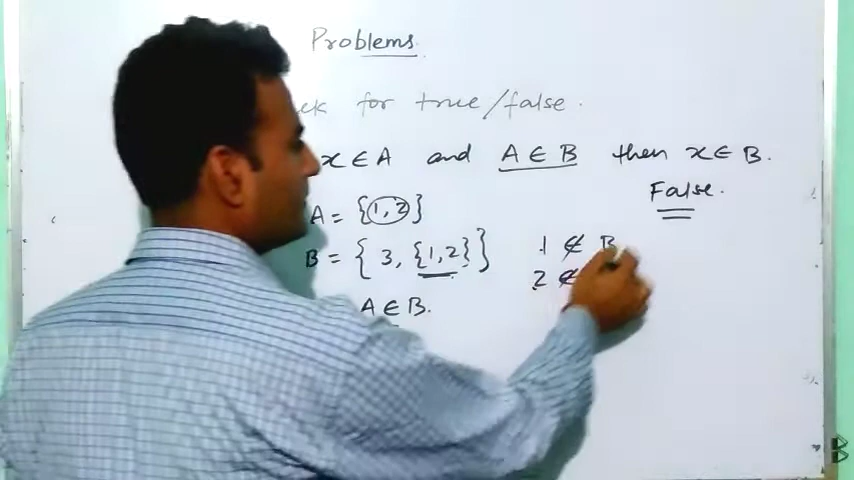 Problems.
for true/false.
x ∈ A and A ∈ B then x ∈ B.
False.
A = {1,2}
B = { 3, {1,2}} 1 ∉ B
2 ∉
A ∈ B.